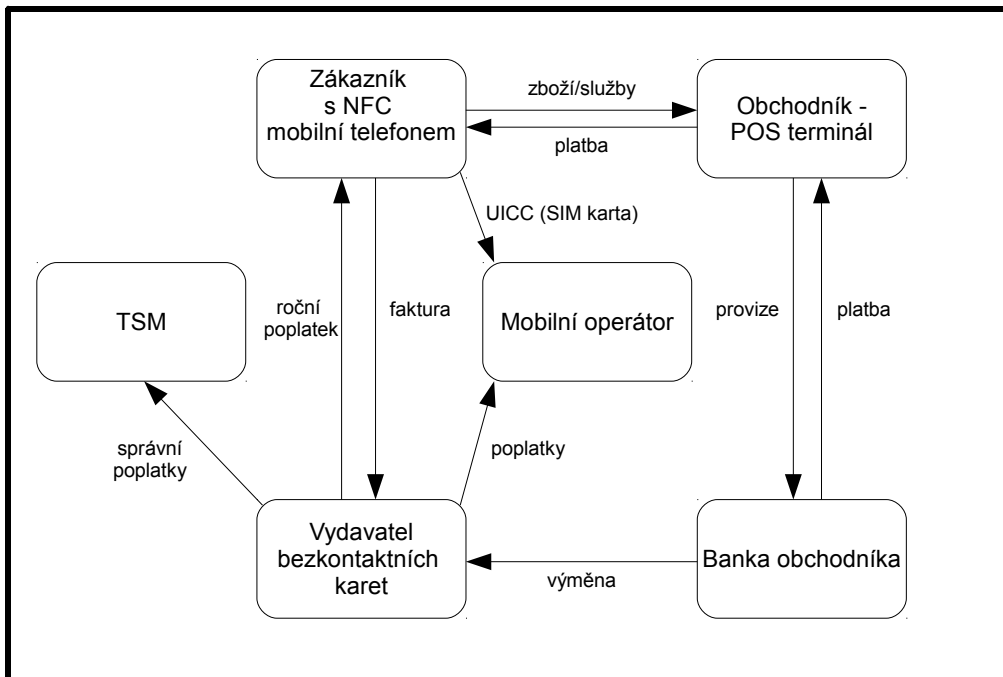 Zákazník
s NFC
mobilní telefonem
zboží/služby
platba
Obchodník -
POS terminál
UICC (SIM karta)
TSM
roční
poplatek
faktura
Mobilní operátor
provize
platba
správní
poplatky
poplatky
Vydavatel
bezkontaktních
karet
výměna
Banka obchodníka